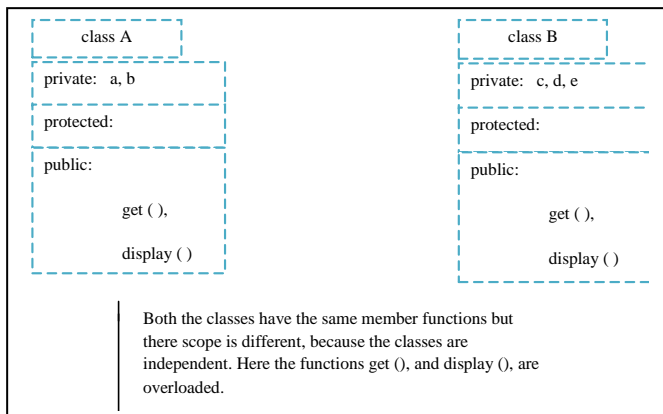 class A
private: a, b
protected:
public:
get ( ),
display ( )
class B
private: c, d, e
protected:
public:
get ( ),
display ( )
Both the classes have the same member functions but
there scope is different, because the classes are
independent. Here the functions get (), and display (), are
overloaded.